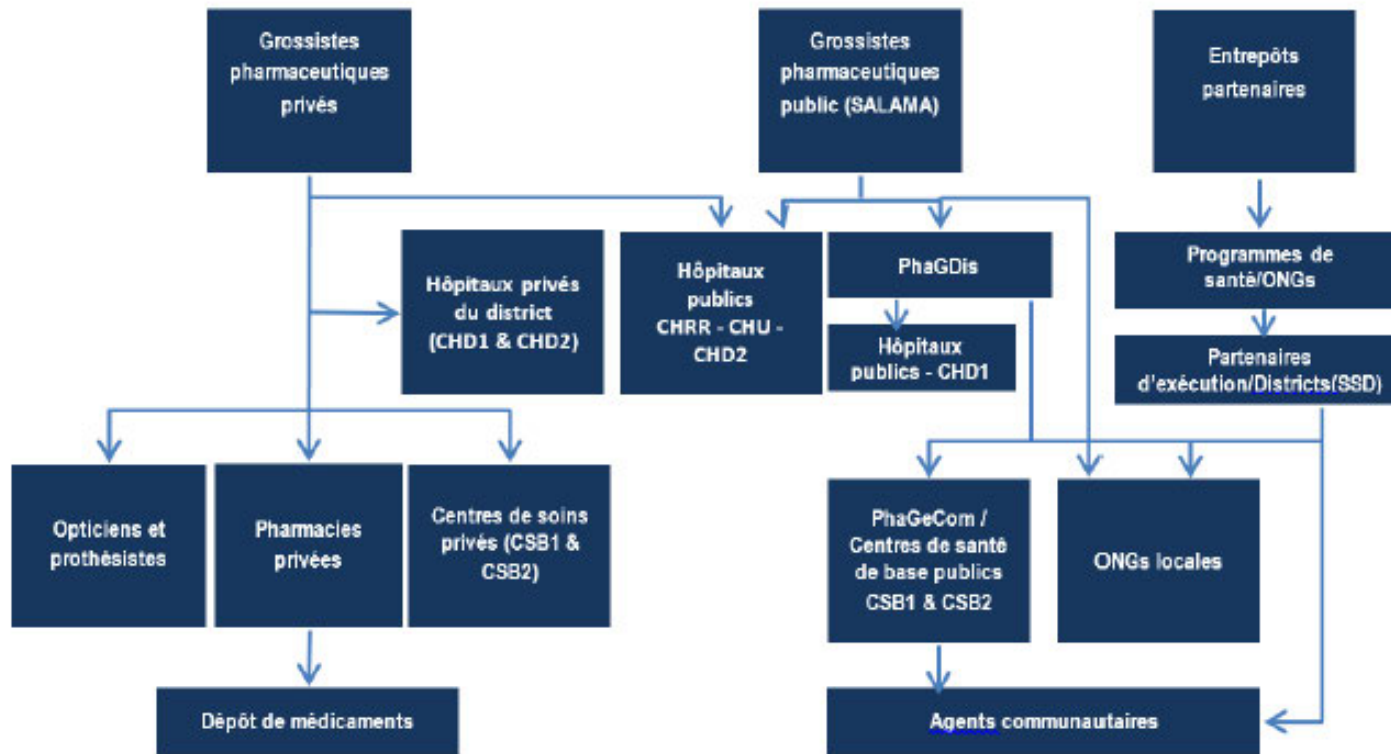 Grossistes
pharmaceutiques
privés
Grossistes
pharmaceutiques
public (SALAMA)
Entrepôts
partenaires
Hôpitaux privés
du district
(CHD1 & CHD2)
Hôpitaux
publics
CHRR - CHU -
CHD2
PhaGDis
Hôpitaux
publics - CHD1
Programmes de
santé/ONGs
Partenaires
d'exécution/Districts(SSD)
Opticiens et
prothésistes
Pharmacies
privées
Centres de soins
privés (CSB1 &
CSB2)
PhaGeCom /
Centres de santé
de base publics
CSB1 & CSB2
ONGs locales
Dépôt de médicaments
Agents communautaires